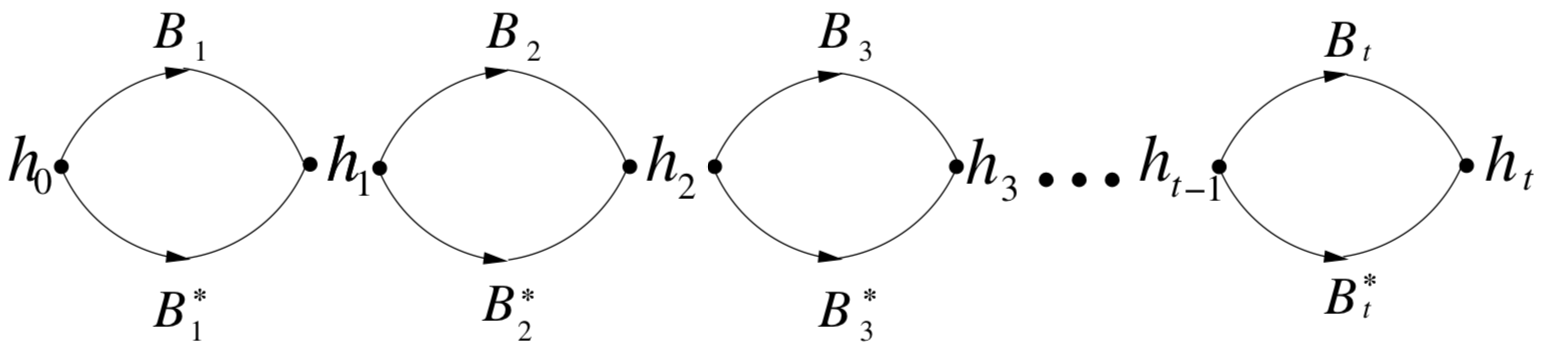 B₁ B₂ B₃ Bₜ
h₀ h₁ h₂ h₃ ••• hₜ₋₁ hₜ
B₁* B₂* B₃* Bₜ*